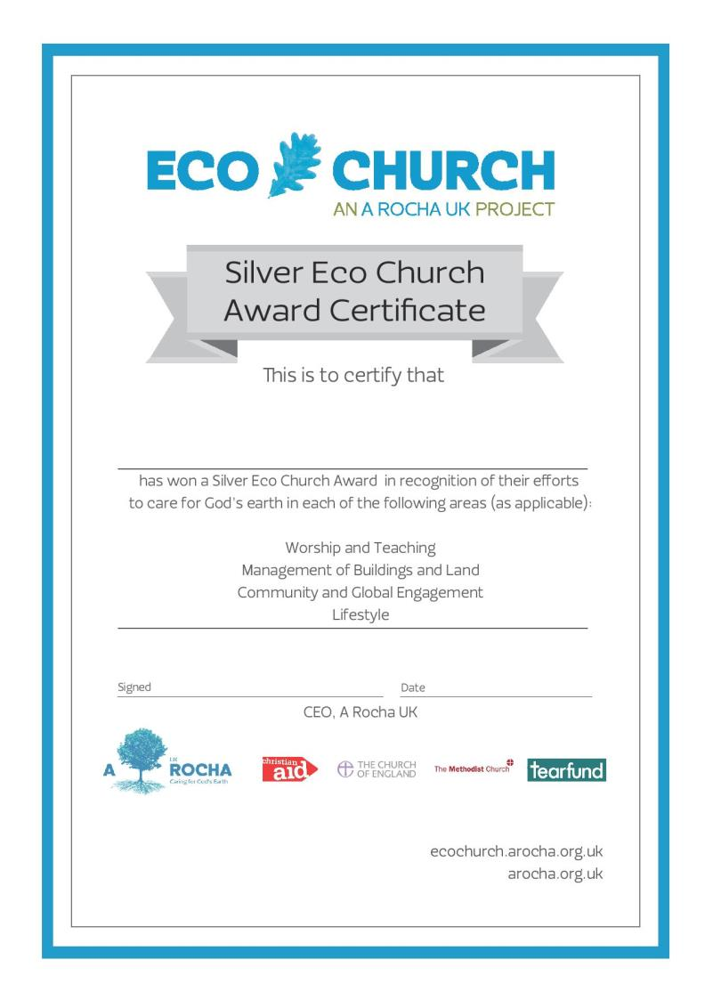 ECO CHURCH
AN A ROCHA UK PROJECT
Silver Eco Church
Award Certificate
This is to certify that
has won a Silver Eco Church Award in recognition of their efforts
to care for God's earth in each of the following areas (as applicable):
Worship and Teaching
Management of Buildings and Land
Community and Global Engagement
Lifestyle
Signed
Date
CEO, A Rocha UK
A ROCHA
UK
Caring for God's Earth
christian
aid
THE CHURCH
OF ENGLAND
The Methodist Church
tearfund
ecochurch.arocha.org.uk
arocha.org.uk